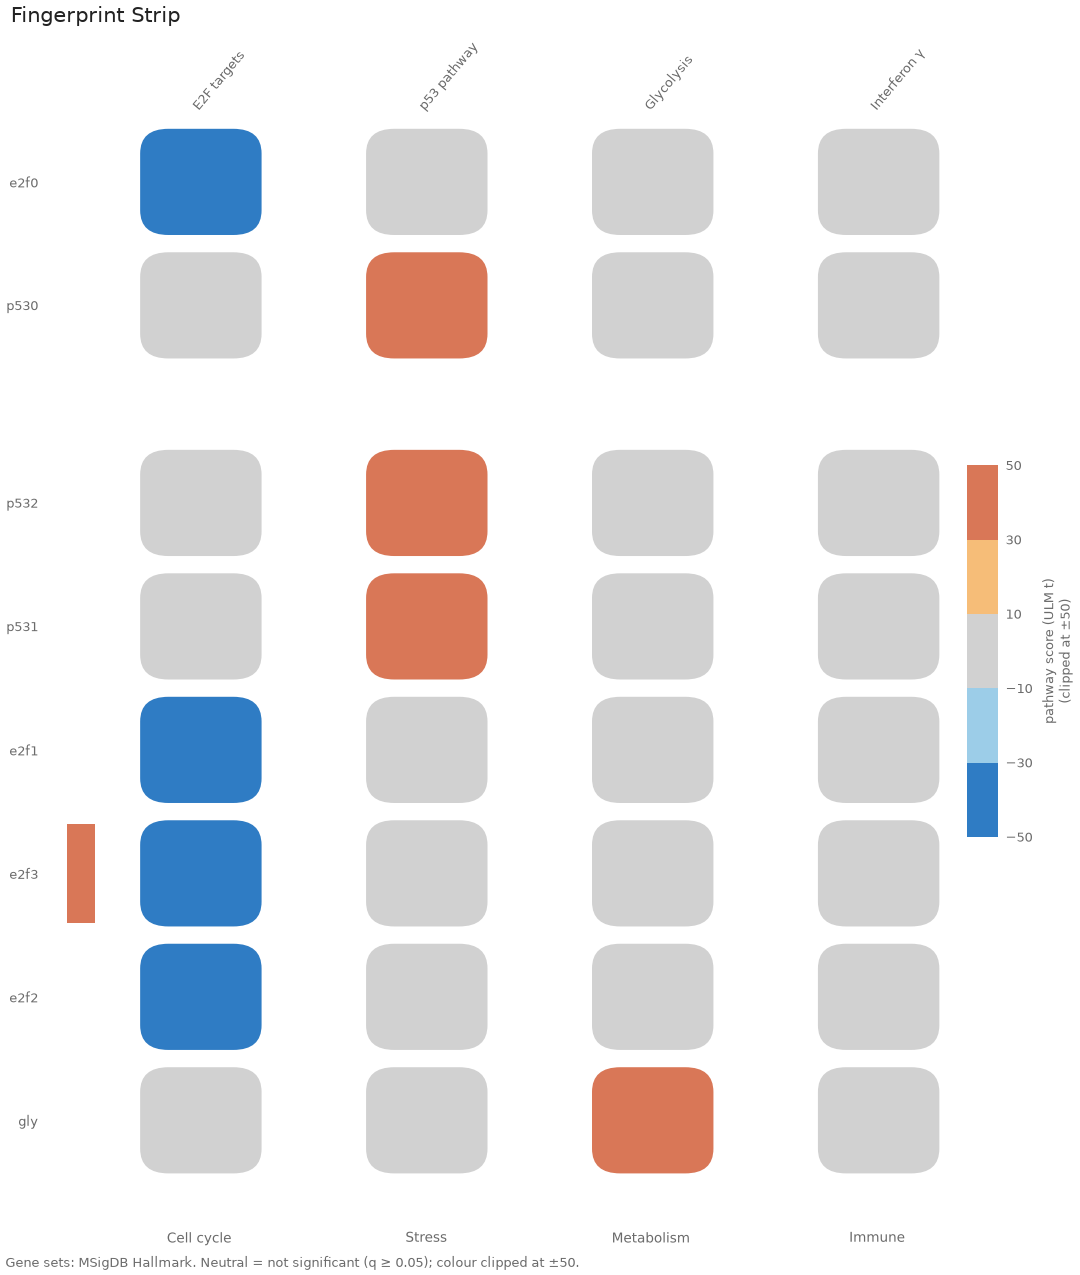 Fingerprint Strip
E2F targets
p53 pathway
Glycolysis
Interferon γ
e2f0
p530
p532
p531
e2f1
e2f3
e2f2
gly
50
30
10
−10
−30
−50
pathway score (ULM t)
(clipped at ±50)
Cell cycle
Stress
Metabolism
Immune
Gene sets: MSigDB Hallmark. Neutral = not significant (q ≥ 0.05); colour clipped at ±50.